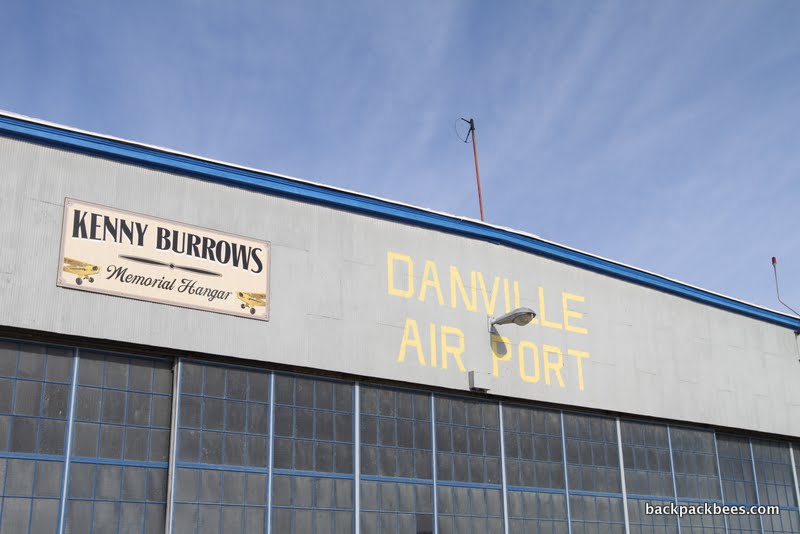 KENNY BURROWS
Memorial Hangar
DANVILLE
AIR PORT
backpackbees.com